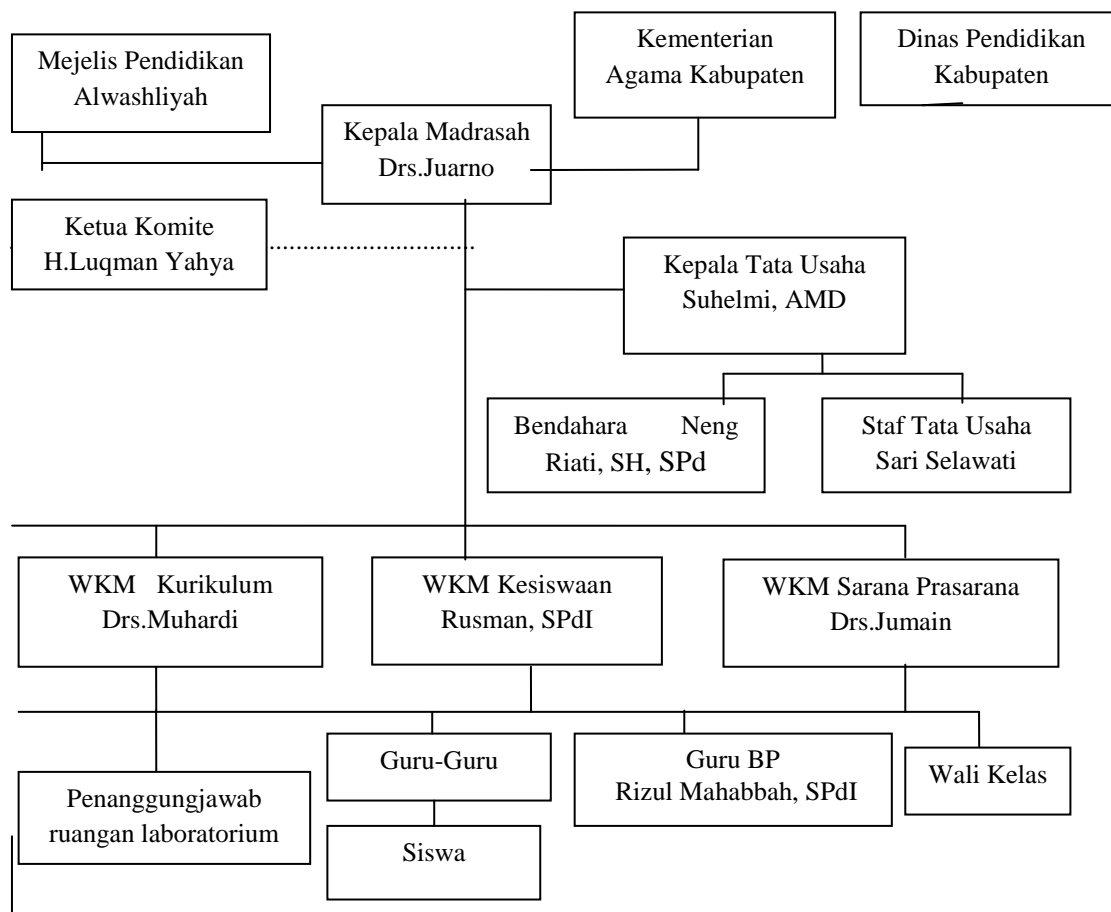 Mejelis Pendidikan
Alwashliyah
Kementerian
Agama Kabupaten
Dinas Pendidikan
Kabupaten
Kepala Madrasah
Drs.Juarno
Ketua Komite
H.Luqman Yahya
Kepala Tata Usaha
Suhelmi, AMD
Bendahara Neng
Riati, SH, SPd
Staf Tata Usaha
Sari Selawati
WKM Kurikulum
Drs.Muhardi
WKM Kesiswaan
Rusman, SPdI
WKM Sarana Prasarana
Drs.Jumain
Guru-Guru
Guru BP
Rizul Mahabbah, SPdI
Wali Kelas
Penanggungjawab
ruangan laboratorium
Siswa